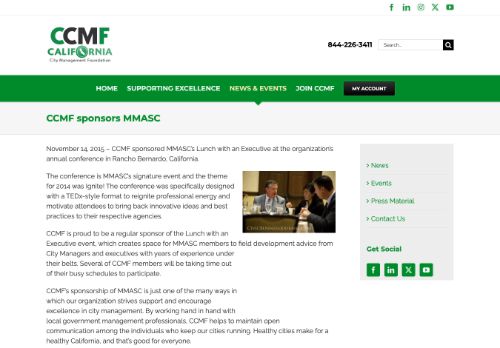 CCMF
CALIFORNIA
City Management Foundation
844-226-3411
Search...
HOME
SUPPORTING EXCELLENCE
NEWS & EVENTS
JOIN CCMF
MY ACCOUNT
CCMF sponsors MMASC
November 14, 2015 – CCMF sponsored MMASC's Lunch with an Executive at the organization's
annual conference in Rancho Bernardo, California.
The conference is MMASC's signature event and the theme
for 2014 was ignite! The conference was specifically designed
with a TEDx-style format to reignite professional energy and
motivate attendees to bring back innovative ideas and best
practices to their respective agencies.
CCMF is proud to be a regular sponsor of the Lunch with an
Executive event, which creates space for MMASC members to field development advice from
City Managers and executives with years of experience under
their belts. Several of CCMF members will be taking time out
of their busy schedules to participate.
CCMF's sponsorship of MMASC is just one of the many ways in
which our organization strives support and encourage
excellence in city management. By working hand in hand with
local government management professionals, CCMF helps to maintain open
communication among the individuals who keep our cities running. Healthy cities make for a
healthy California, and that's good for everyone.
> News
> Events
> Press Material
> Contact Us
Get Social